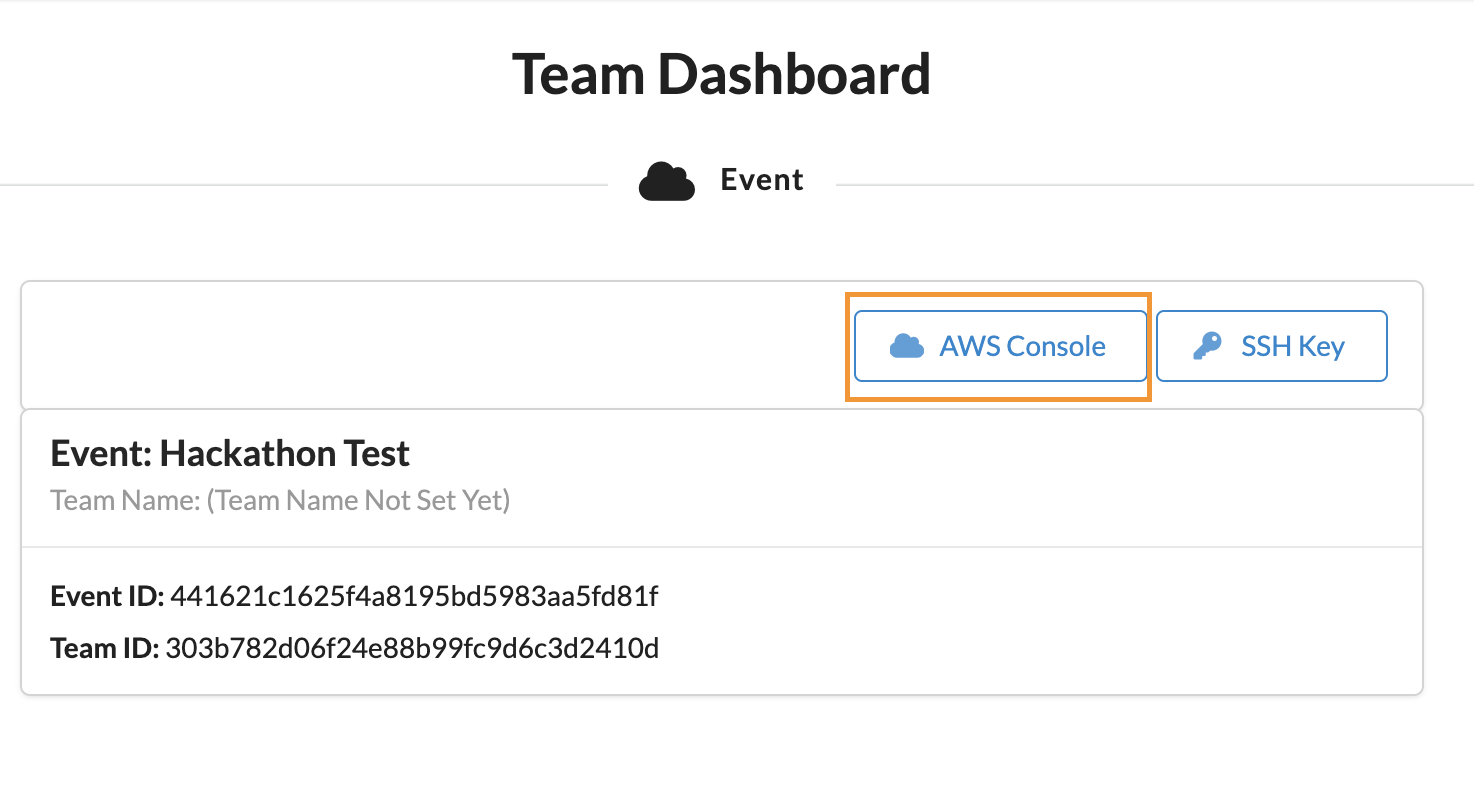 Team Dashboard
Event
AWS Console
SSH Key
Event: Hackathon Test
Team Name: (Team Name Not Set Yet)
Event ID: 441621c1625f4a8195bd5983aa5fd81f
Team ID: 303b782d06f24e88b99fc9d6c3d2410d